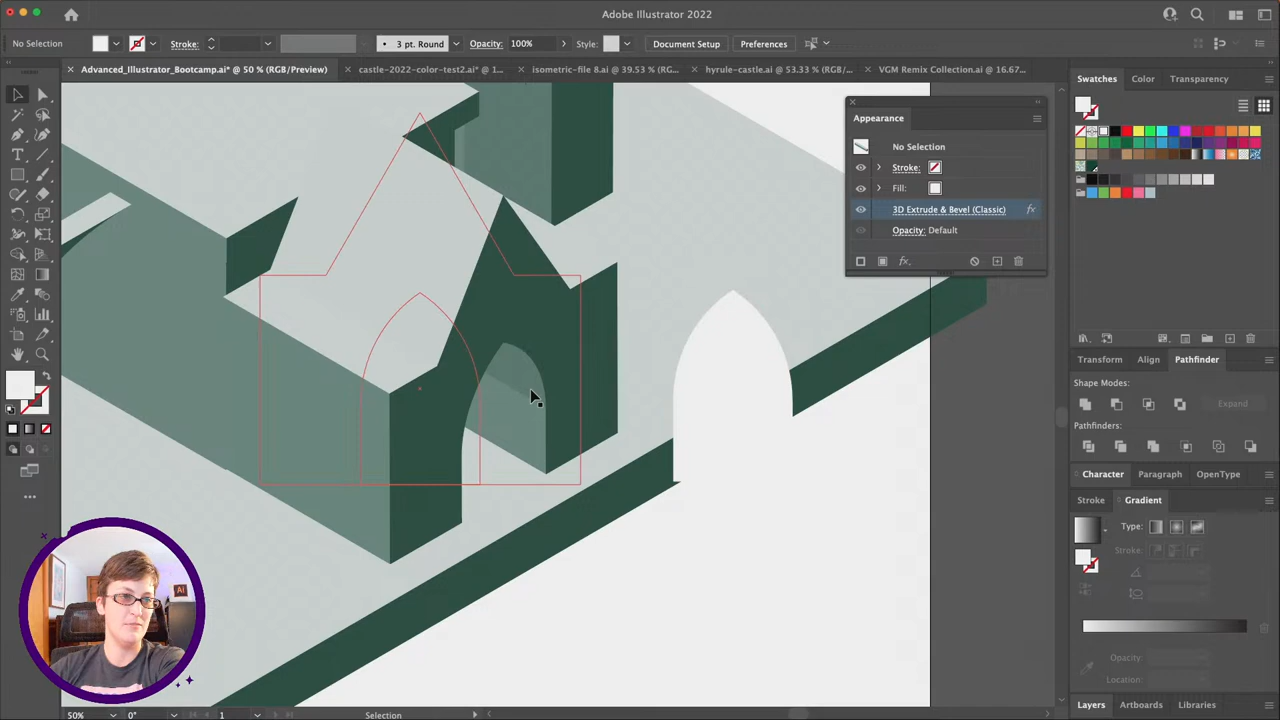 Adobe Illustrator 2022
No Selection
Stroke:
3 pt. Round
Opacity: 100%
Style:
Document Setup
Preferences
Advanced_Illustrator_Bootcamp.ai* @ 50 % (RGB/Preview)
castle-2022-color-test2.ai* @ 1...
isometric-file 8.ai @ 39.53 % (RG...
hyrule-castle.ai @ 53.33 % (RGB/...
VGM Remix Collection.ai @ 16.67...
Swatches
Color
Transparency
Appearance
No Selection
Stroke:
Fill:
3D Extrude & Bevel (Classic)
fx
Opacity: Default
fx
Transform
Align
Pathfinder
Shape Modes:
Expand
Pathfinders:
Character
Paragraph
OpenType
Stroke
Gradient
Type:
Stroke:
Opacity:
Location:
Layers
Artboards
Libraries
Ai
50%
0°
1
Selection